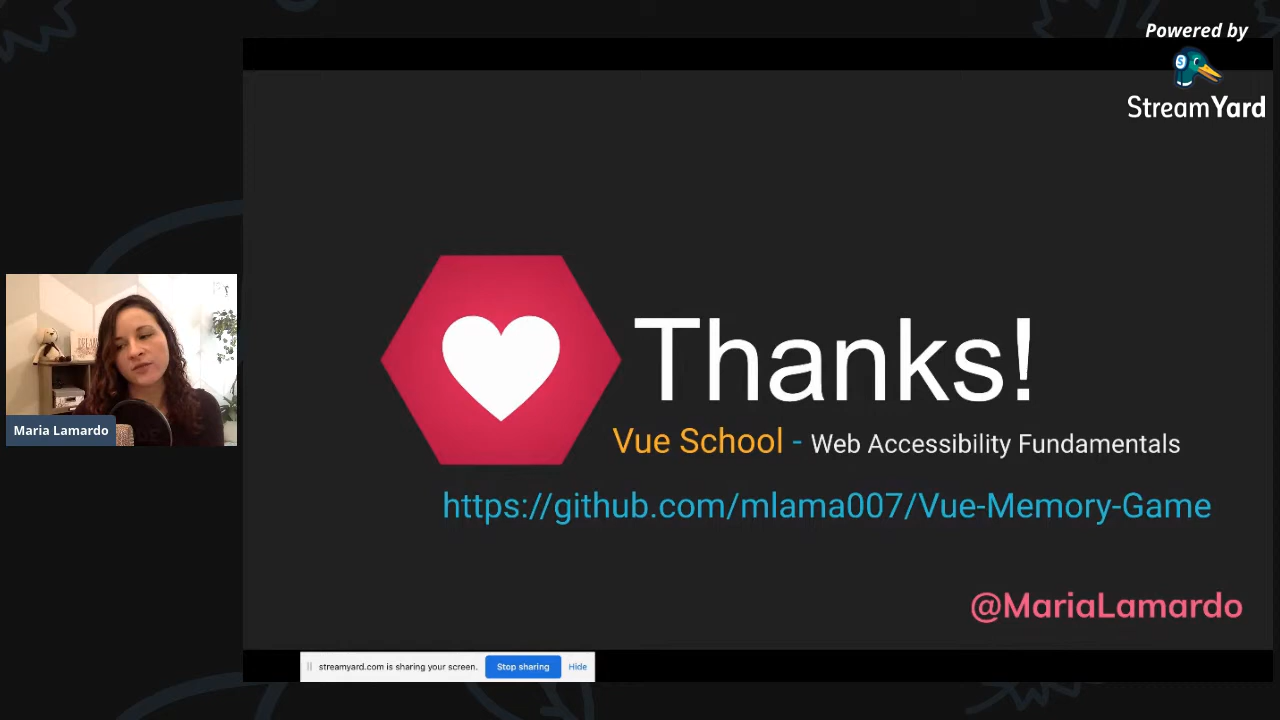 Powered by
StreamYard
Thanks!
Vue School - Web Accessibility Fundamentals
https://github.com/mlama007/Vue-Memory-Game
Maria Lamardo
@MariaLamardo
streamyard.com is sharing your screen. Stop sharing Hide